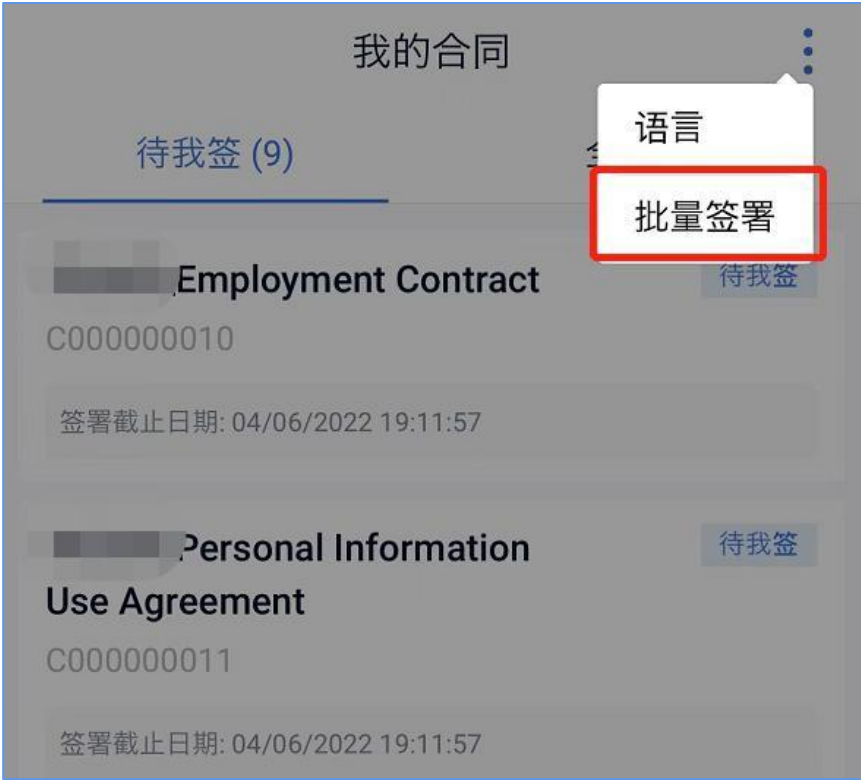 我的合同
语言
待我签 (9)
批量签署
Employment Contract
待我签
C000000010
签署截止日期: 04/06/2022 19:11:57
Personal Information
待我签
Use Agreement
C000000011
签署截止日期: 04/06/2022 19:11:57